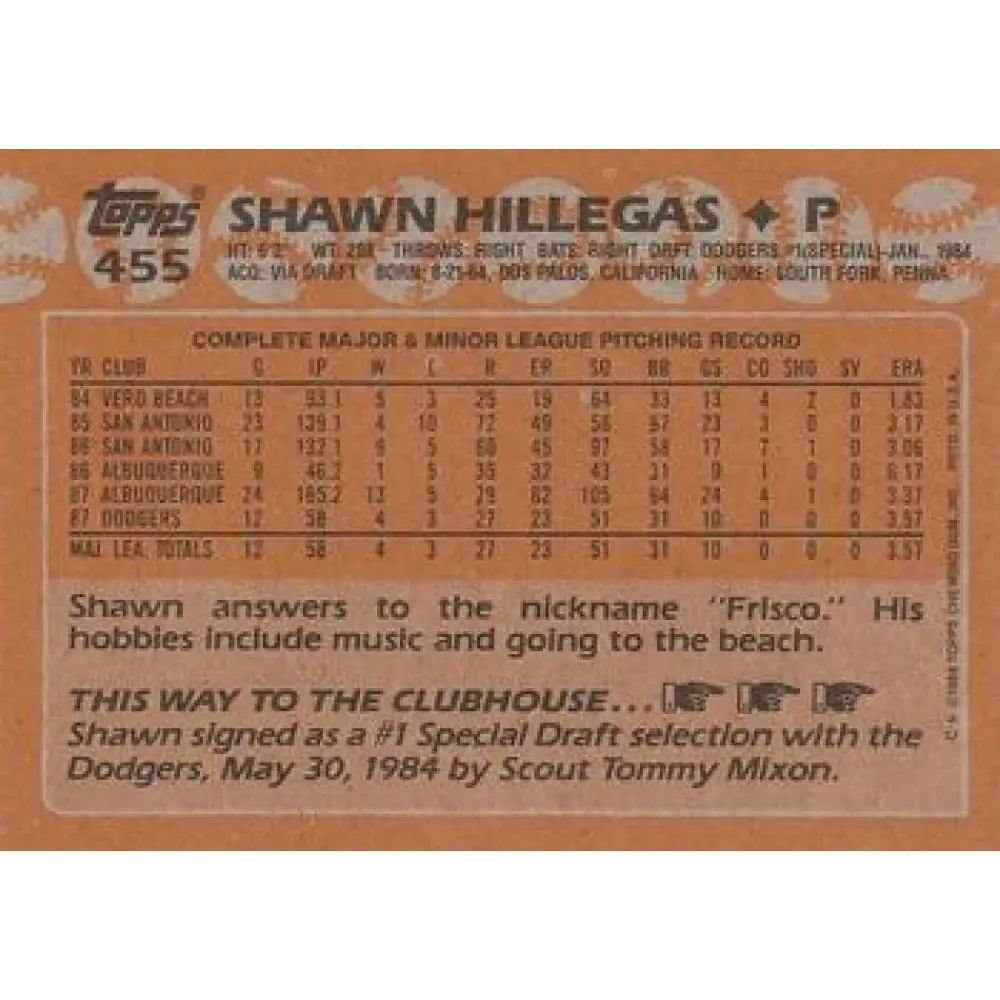 topps® SHAWN HILLEGAS ✦ P
455 HT: 6'2" WT: 208 THROWS: RIGHT BATS: RIGHT DRAFT: DODGERS #1(SPECIAL)-JAN., 1984
ACQ: VIA DRAFT BORN: 8-21-64, DOS PALOS, CALIFORNIA HOME: SOUTH FORK, PENNA.
COMPLETE MAJOR & MINOR LEAGUE PITCHING RECORD
YR CLUB G IP W L R ER SO BB GS CG SHO SV ERA
84 VERO BEACH 13 93.1 5 3 25 19 64 33 13 4 2 0 1.83
85 SAN ANTONIO 23 139.1 4 10 72 49 56 67 23 3 0 0 3.17
86 SAN ANTONIO 17 132.1 9 5 60 45 97 58 17 7 1 0 3.06
86 ALBUQUERQUE 9 46.2 1 5 35 32 43 31 9 1 0 0 6.17
87 ALBUQUERQUE 24 165.2 13 5 79 62 105 64 24 4 1 0 3.37
87 DODGERS 12 58 4 3 27 23 51 31 10 0 0 0 3.57
MAJ. LEA. TOTALS 12 58 4 3 27 23 51 31 10 0 0 0 3.57
Shawn answers to the nickname "Frisco." His
hobbies include music and going to the beach.
THIS WAY TO THE CLUBHOUSE...
Shawn signed as a #1 Special Draft selection with the
Dodgers, May 30, 1984 by Scout Tommy Mixon.
©1988 TOPPS CHEWING GUM, INC. PRTD. IN U.S.A.